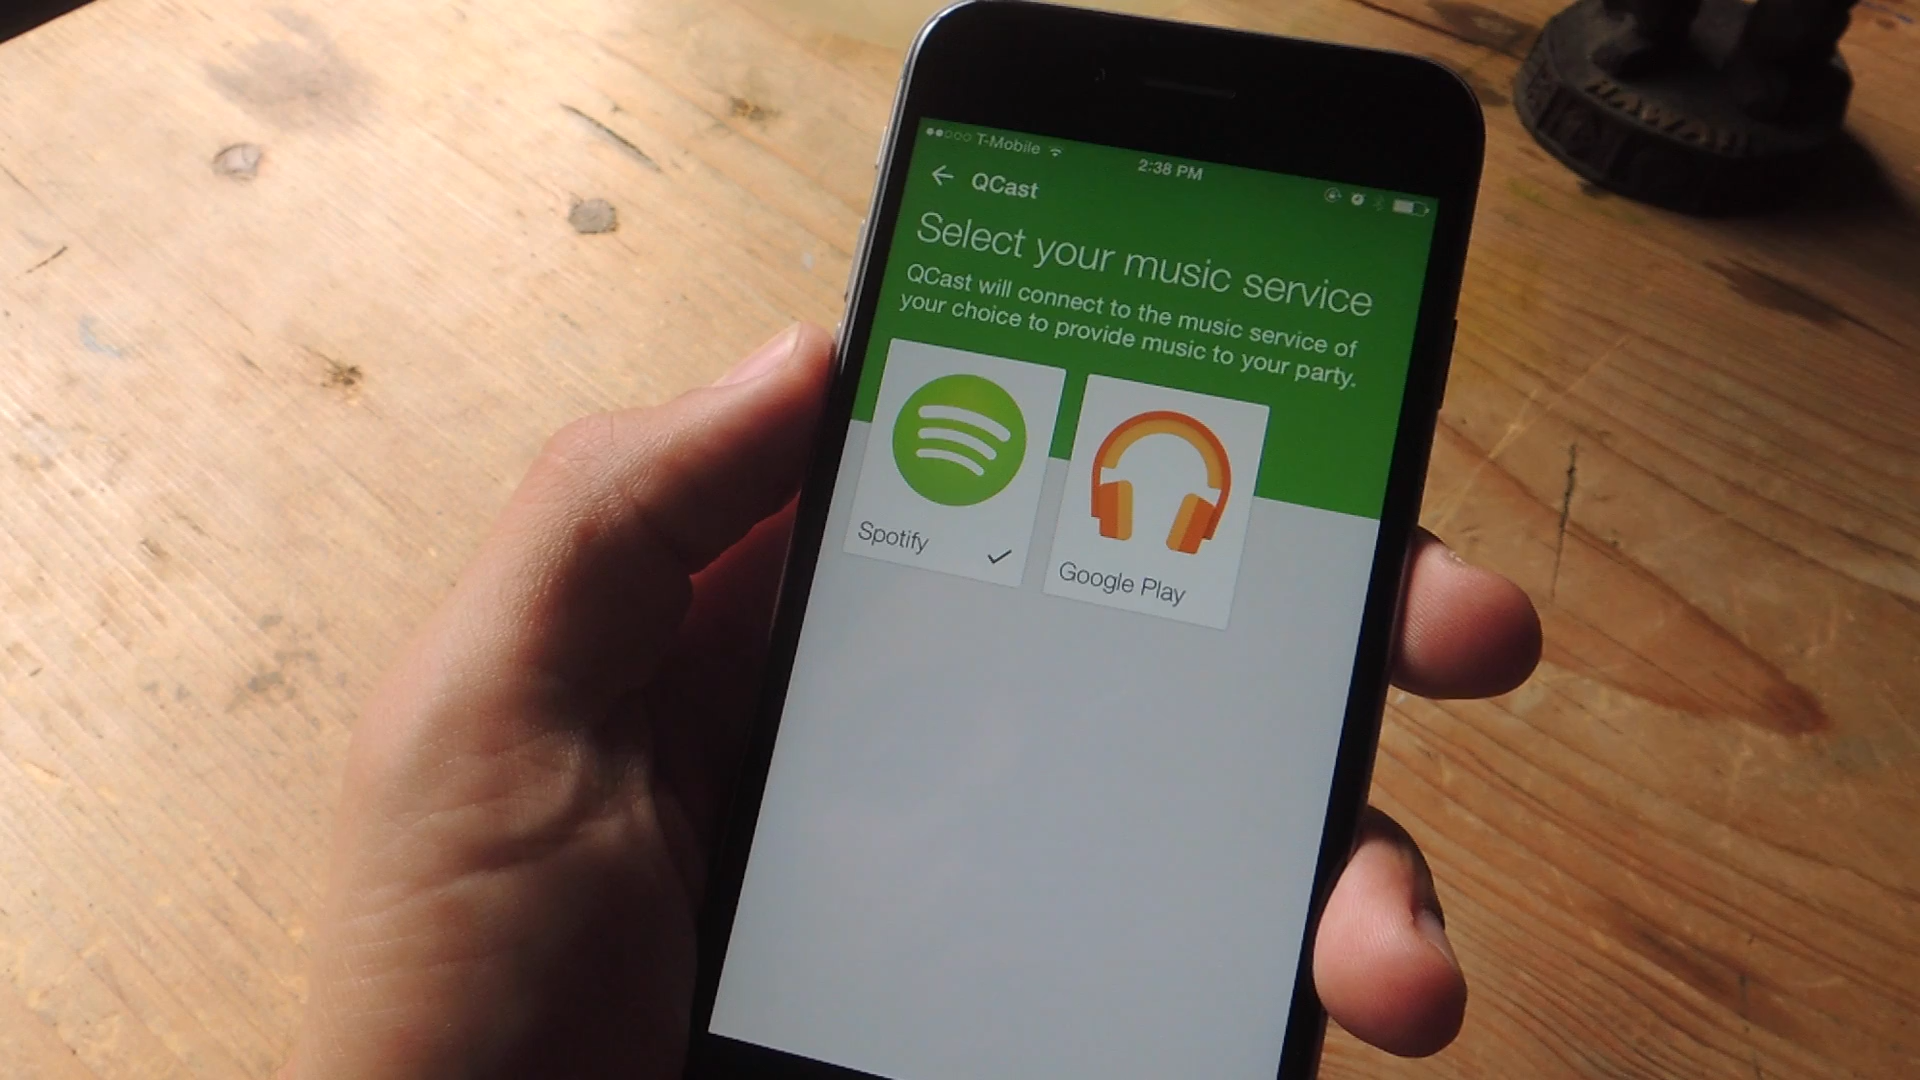 T-Mobile
2:38 PM
QCast
Select your music service
QCast will connect to the music service of
your choice to provide music to your party.
Spotify
Google Play